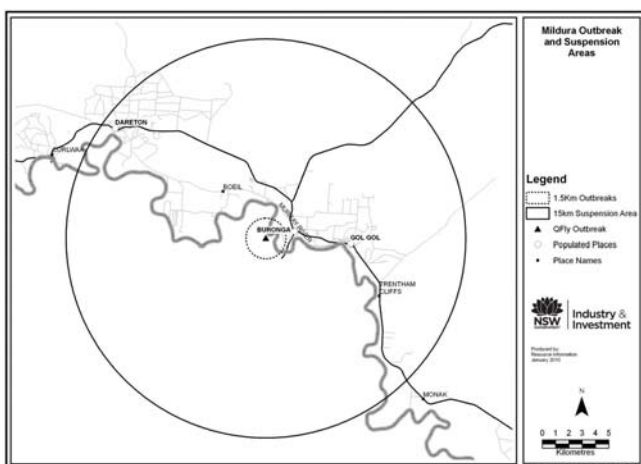 Mildura Outbreak
and Suspension
Areas
DARETON
CURLWAA
BOEIL
BURONGA
GOL GOL
TRENTHAM
CLIFFS
MONAK
Legend
1.5Km Outbreaks
15km Suspension Area
QFly Outbreak
Populated Places
Place Names
NSW
GOVERNMENT
Industry &
Investment
Produced by
Resource Information
January 2010
N
0 1 2 3 4 5
Kilometres